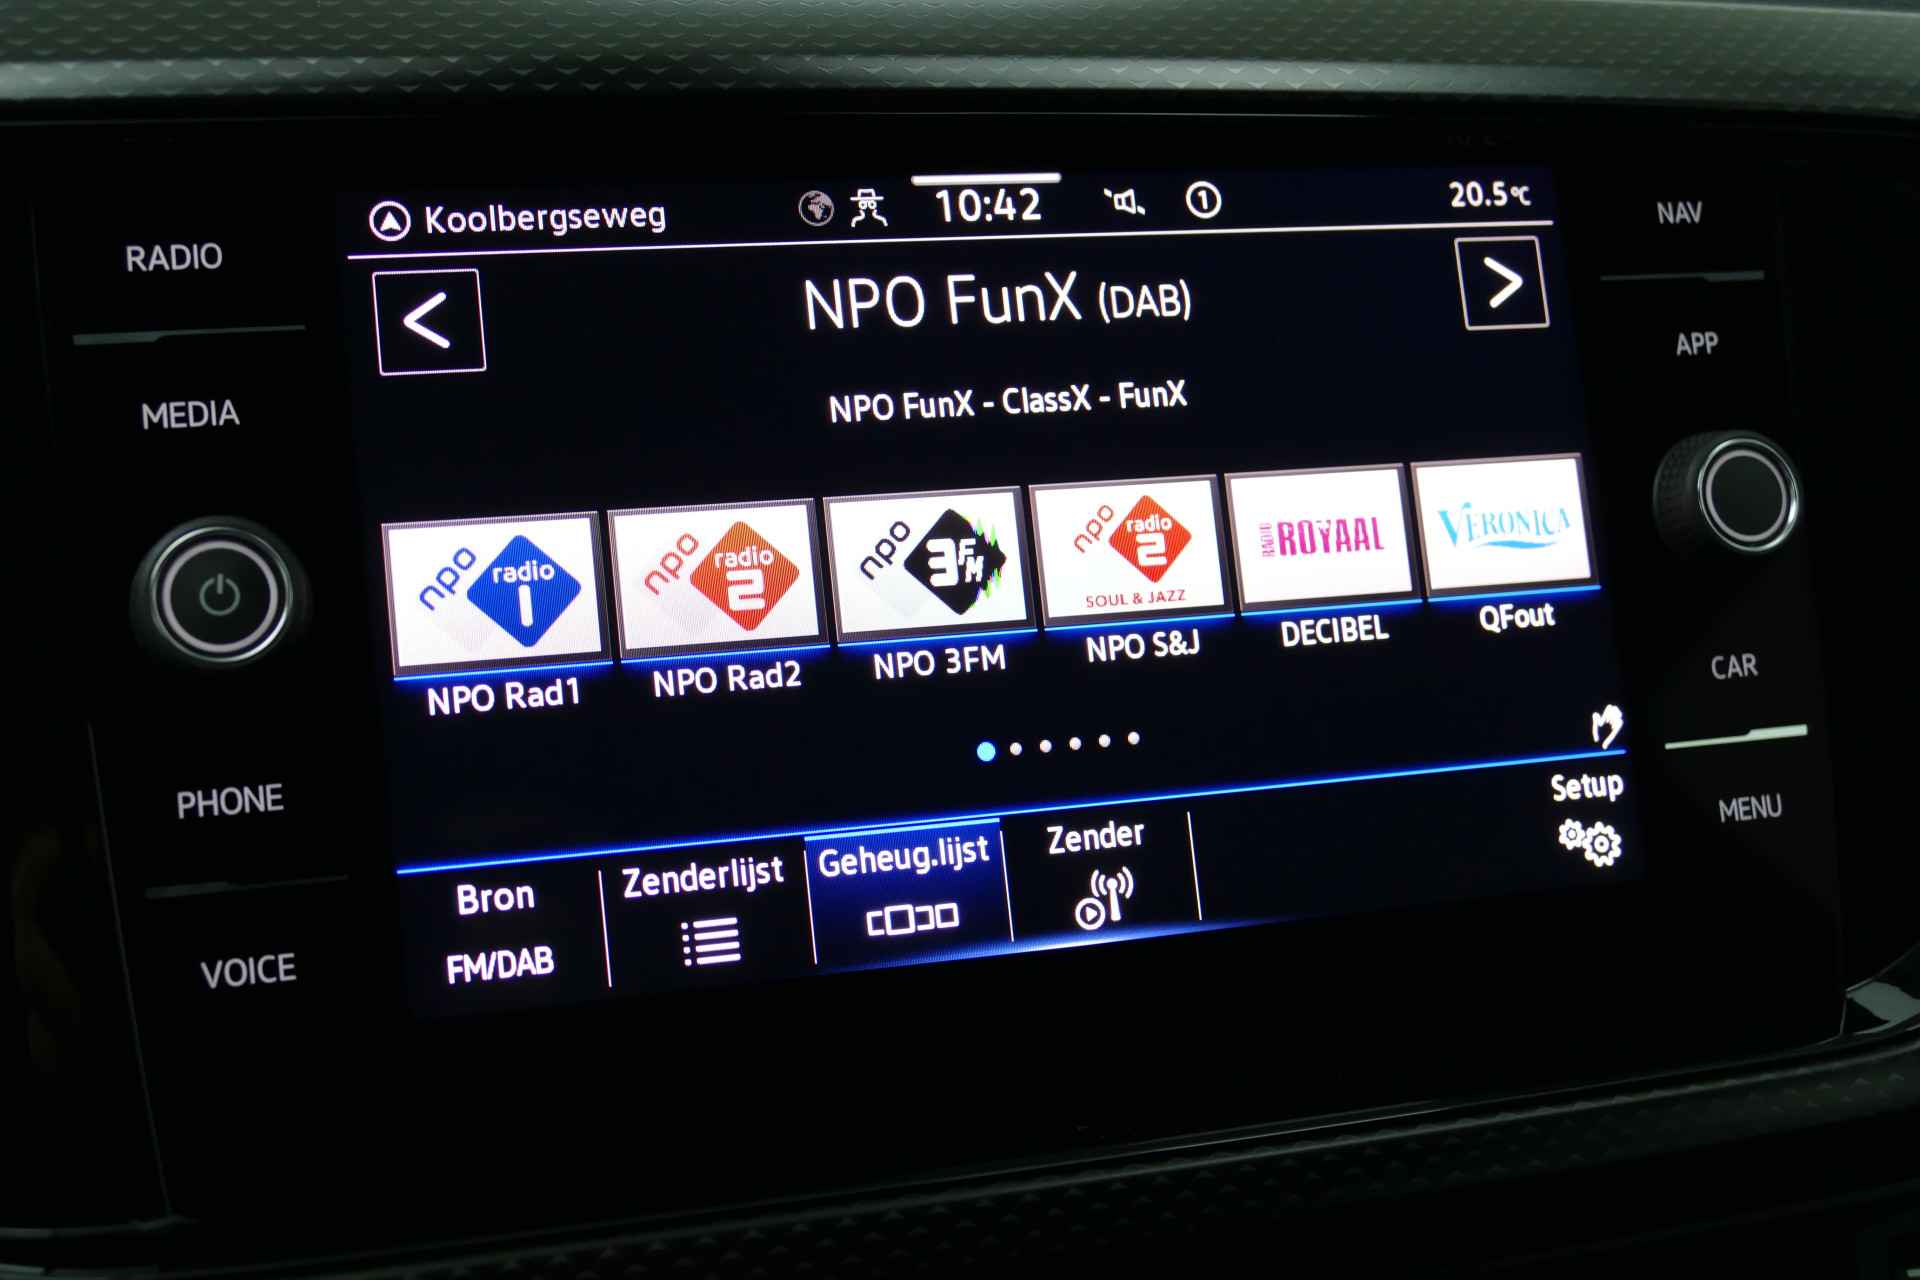 Koolbergseweg
10:42
1
20.5°C
NPO FunX (DAB)
NPO FunX - ClassX - FunX
npo radio 1
npo radio 2
npo 3FM
npo radio 2 SOUL & JAZZ
RADIO ROYAAL
VERONICA
NPO Rad1
NPO Rad2
NPO 3FM
NPO S&J
DECIBEL
QFout
Bron
FM/DAB
Zenderlijst
Geheug.lijst
Zender
Setup
RADIO
MEDIA
PHONE
VOICE
NAV
APP
CAR
MENU